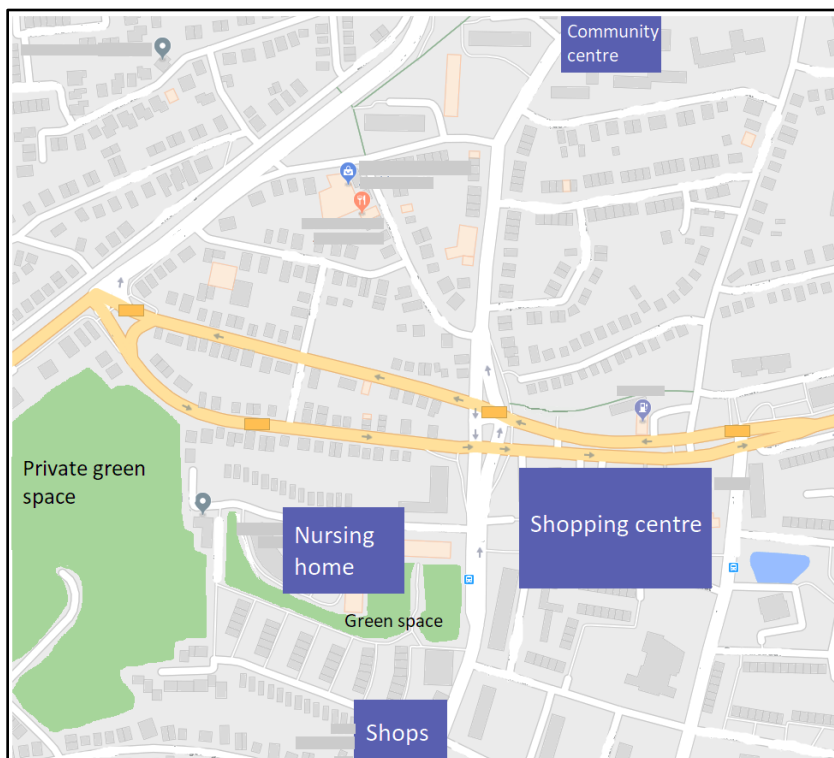 Community
centre
Private green
space
Nursing
home
Shopping centre
Green space
Shops